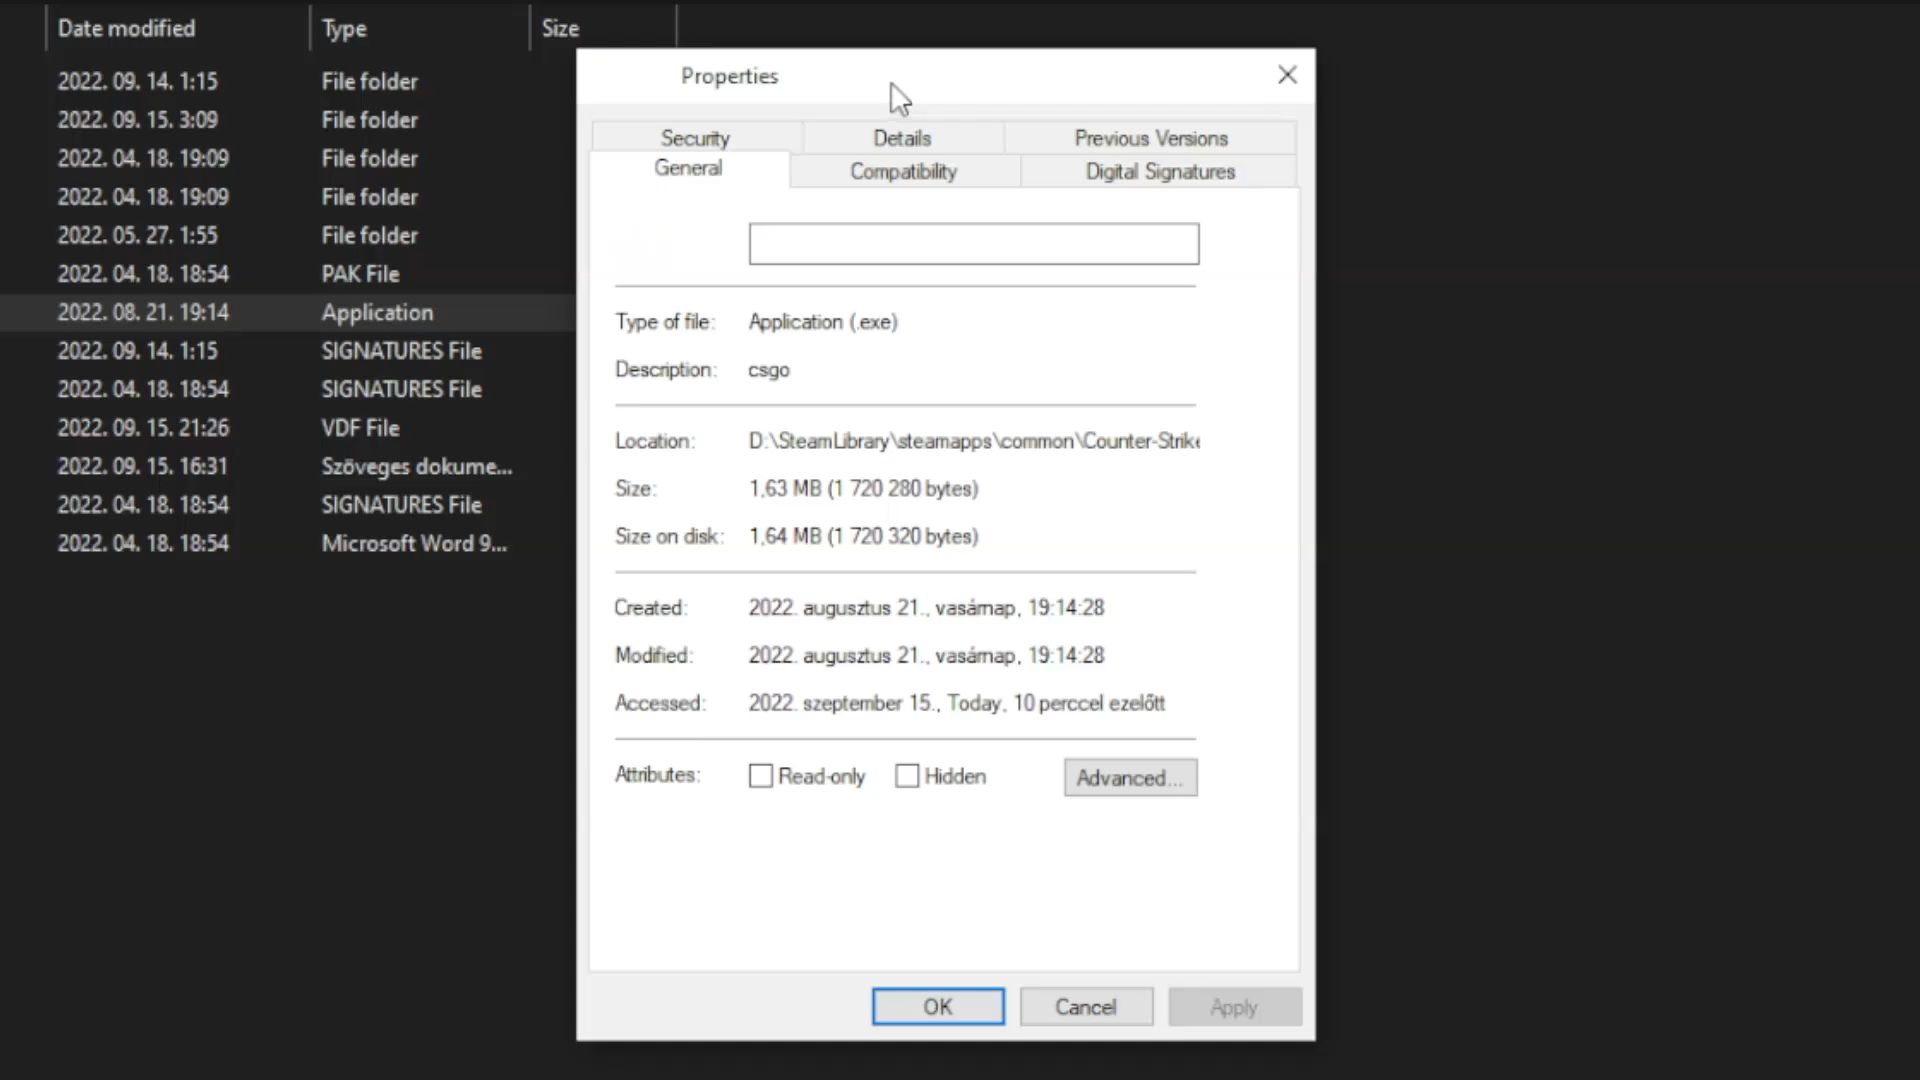 Date modified Type Size
2022. 09. 14. 1:15 File folder
2022. 09. 15. 3:09 File folder
2022. 04. 18. 19:09 File folder
2022. 04. 18. 19:09 File folder
2022. 05. 27. 1:55 File folder
2022. 04. 18. 18:54 PAK File
2022. 08. 21. 19:14 Application
2022. 09. 14. 1:15 SIGNATURES File
2022. 04. 18. 18:54 SIGNATURES File
2022. 09. 15. 21:26 VDF File
2022. 09. 15. 16:31 Szöveges dokume...
2022. 04. 18. 18:54 SIGNATURES File
2022. 04. 18. 18:54 Microsoft Word 9...
Properties
Security Details Previous Versions
General Compatibility Digital Signatures
Type of file: Application (.exe)
Description: csgo
Location: D:\SteamLibrary\steamapps\common\Counter-Strike
Size: 1,63 MB (1 720 280 bytes)
Size on disk: 1,64 MB (1 720 320 bytes)
Created: 2022. augusztus 21., vasárnap, 19:14:28
Modified: 2022. augusztus 21., vasárnap, 19:14:28
Accessed: 2022. szeptember 15., Today, 10 perccel ezelőtt
Attributes: Read-only Hidden Advanced...
OK Cancel Apply